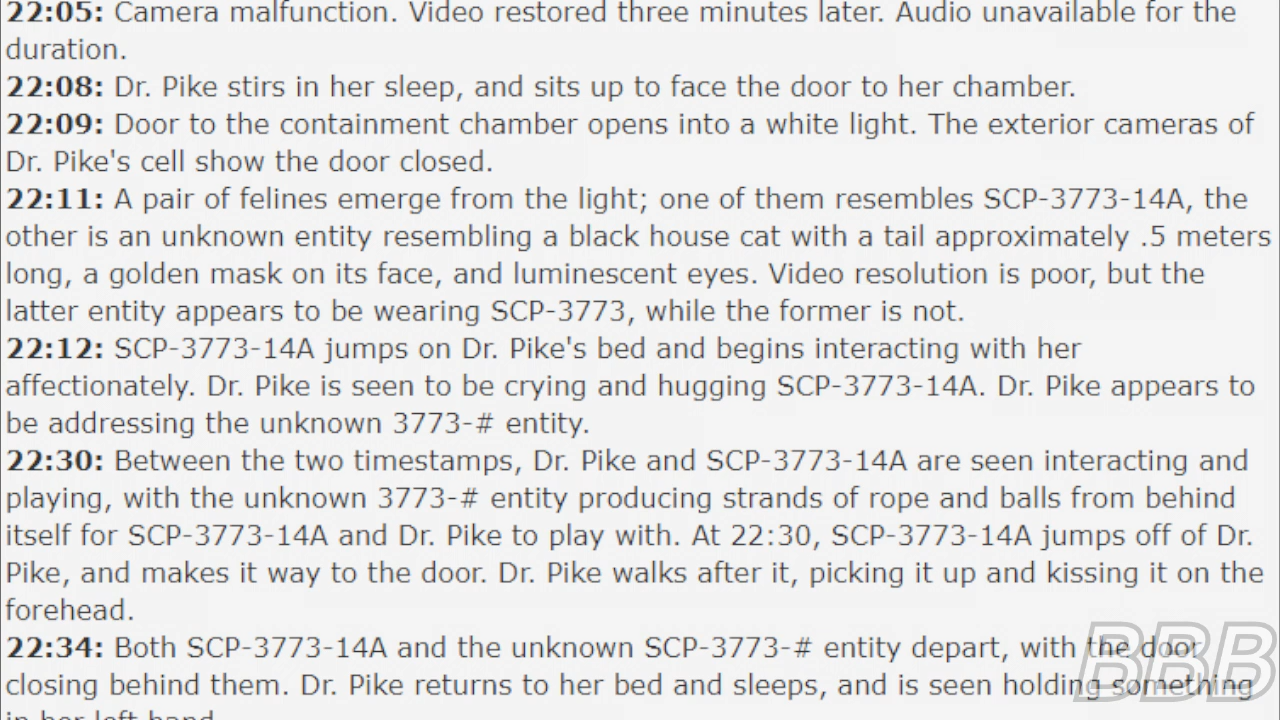 22:05: Camera malfunction. Video restored three minutes later. Audio unavailable for the
duration.
22:08: Dr. Pike stirs in her sleep, and sits up to face the door to her chamber.
22:09: Door to the containment chamber opens into a white light. The exterior cameras of
Dr. Pike's cell show the door closed.
22:11: A pair of felines emerge from the light; one of them resembles SCP-3773-14A, the
other is an unknown entity resembling a black house cat with a tail approximately .5 meters
long, a golden mask on its face, and luminescent eyes. Video resolution is poor, but the
latter entity appears to be wearing SCP-3773, while the former is not.
22:12: SCP-3773-14A jumps on Dr. Pike's bed and begins interacting with her
affectionately. Dr. Pike is seen to be crying and hugging SCP-3773-14A. Dr. Pike appears to
be addressing the unknown 3773-# entity.
22:30: Between the two timestamps, Dr. Pike and SCP-3773-14A are seen interacting and
playing, with the unknown 3773-# entity producing strands of rope and balls from behind
itself for SCP-3773-14A and Dr. Pike to play with. At 22:30, SCP-3773-14A jumps off of Dr.
Pike, and makes it way to the door. Dr. Pike walks after it, picking it up and kissing it on the
forehead.
22:34: Both SCP-3773-14A and the unknown SCP-3773-# entity depart, with the door
closing behind them. Dr. Pike returns to her bed and sleeps, and is seen holding something
in her left hand.
BBB